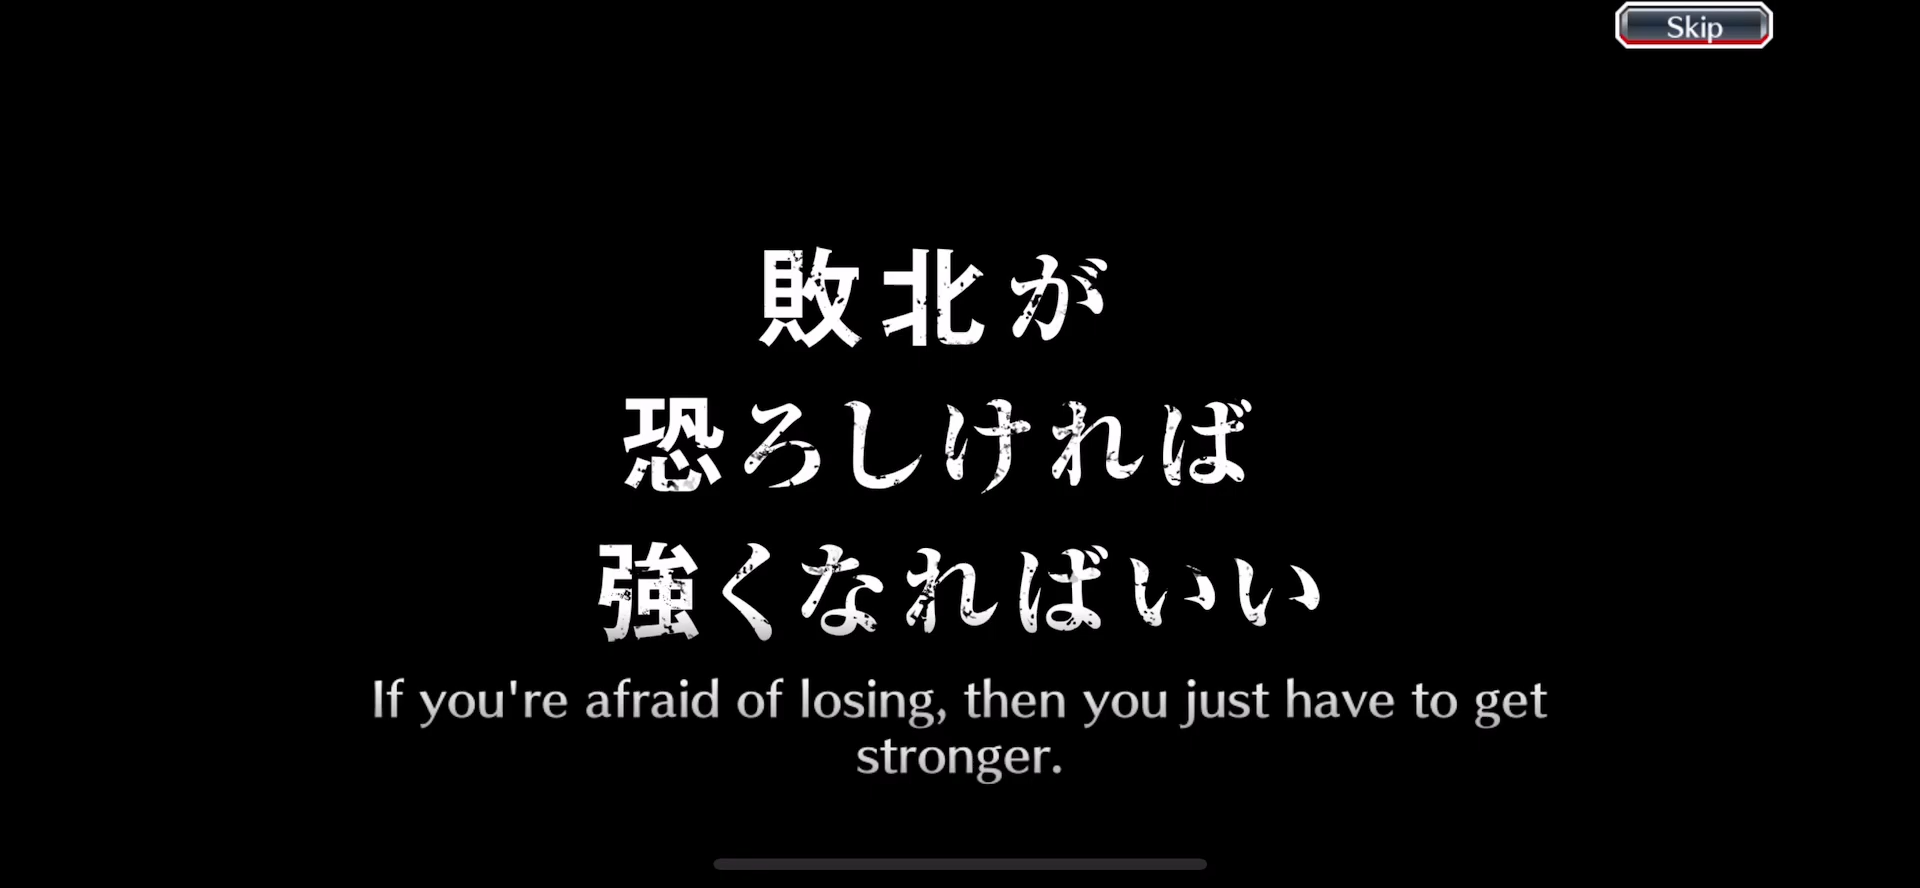 Skip
敗北が
恐ろしければ
強くなればいい
If you're afraid of losing, then you just have to get
stronger.